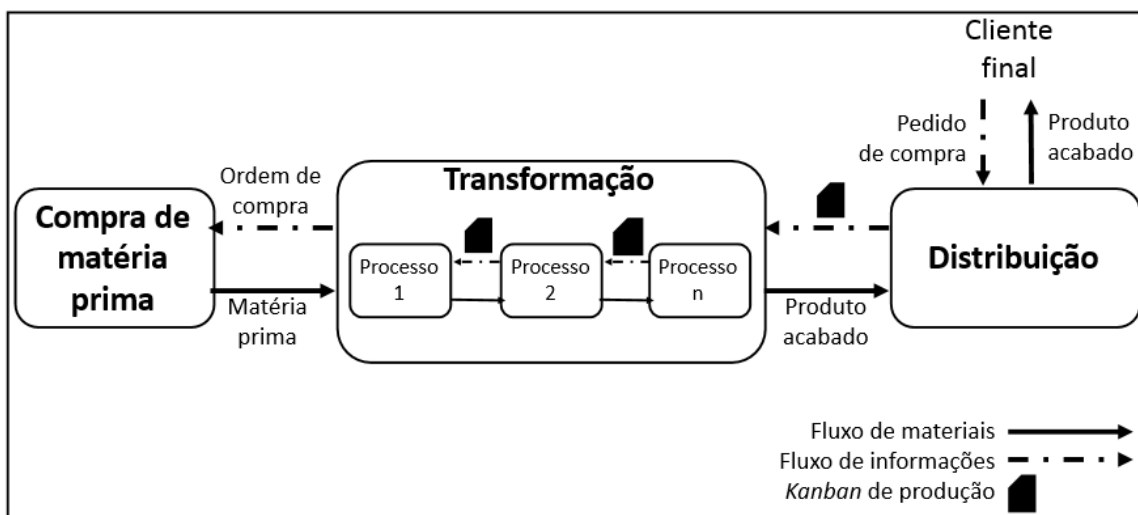 Cliente
final
Pedido
de compra
Produto
acabado
Ordem de
compra
Transformação
Compra de
matéria
prima
Processo
1
Processo
2
Processo
n
Distribuição
Matéria
prima
Produto
acabado
Fluxo de materiais
Fluxo de informações
Kanban de produção